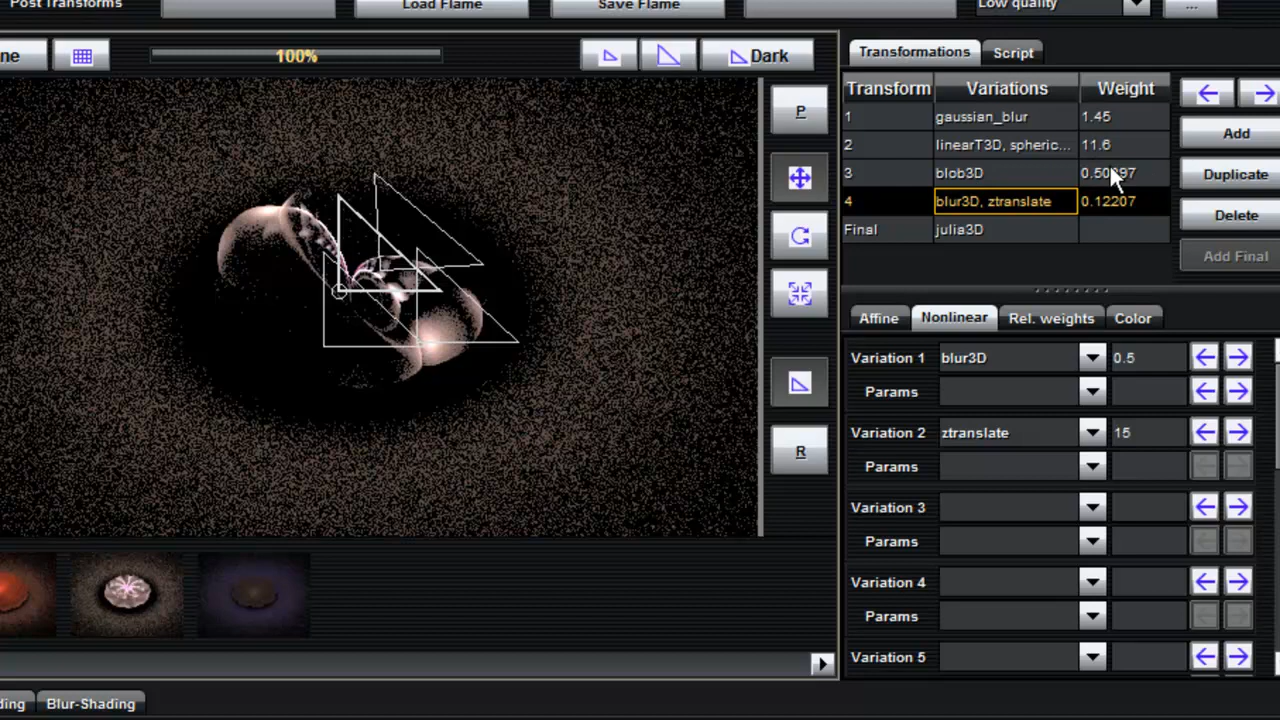 Post Transforms
Load Flame
Save Flame
Low quality
...
ne
100%
Dark
Transformations
Script
Transform Variations Weight
1 gaussian_blur 1.45
2 linearT3D, spheric... 11.6
3 blob3D
4 blur3D, ztranslate 0.12207
Final julia3D
Add
Duplicate
Delete
Add Final
P
R
Affine Nonlinear Rel. weights Color
Variation 1 blur3D 0.5
Params
Variation 2 ztranslate 15
Params
Variation 3
Params
Variation 4
Params
Variation 5
ding
Blur-Shading